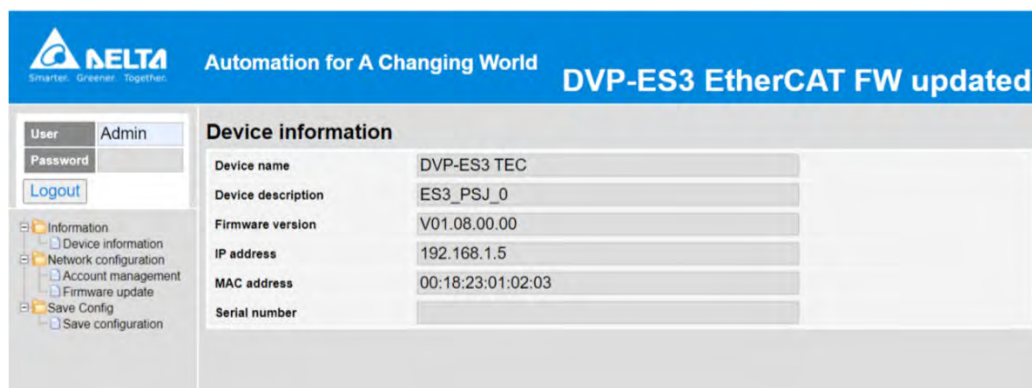 DELTA
Smarter. Greener. Together.
Automation for A Changing World
DVP-ES3 EtherCAT FW updated
User Admin
Password
Logout
Information
Device information
Network configuration
Account management
Firmware update
Save Config
Save configuration
Device information
Device name DVP-ES3 TEC
Device description ES3_PSJ_0
Firmware version V01.08.00.00
IP address 192.168.1.5
MAC address 00:18:23:01:02:03
Serial number